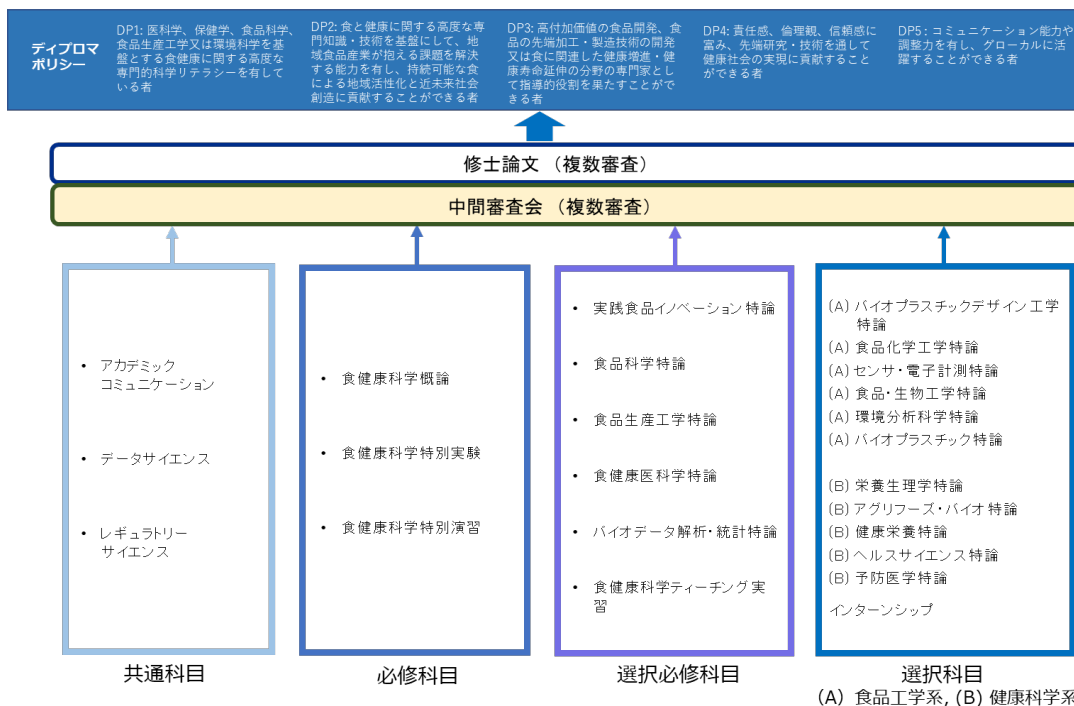 ディプロマ
ポリシー
DP1: 医科学、保健学、食品科学、
食品生産工学又は環境科学を基
盤とする食健康に関する高度な
専門的科学リテラシーを有して
いる者
DP2: 食と健康に関する高度な専
門知識・技術を基盤にして、地
域食品産業が抱える課題を解決
する能力を有し、持続可能な食
による地域活性化と近未来社会
創造に貢献することができる者
DP3: 高付加価値の食品開発、食
品の先端加工・製造技術の開発
又は食に関連した健康増進・健
康寿命延伸の分野の専門家とし
て指導的役割を果たすことがで
きる者
DP4: 責任感、倫理観、信頼感に
富み、先端研究・技術を通して
健康社会の実現に貢献すること
ができる者
DP5：コミュニケーション能力や
調整力を有し、グローカルに活
躍することができる者
修士論文 （複数審査）
中間審査会 （複数審査）
• アカデミック
コミュニケーション
• データサイエンス
• レギュラトリー
サイエンス
共通科目
• 食健康科学概論
• 食健康科学特別実験
• 食健康科学特別演習
必修科目
• 実践食品イノベーション特論
• 食品科学特論
• 食品生産工学特論
• 食健康医科学特論
• バイオデータ解析・統計特論
• 食健康科学ティーチング実
習
選択必修科目
(A) バイオプラスチックデザイン工学
特論
(A) 食品化学工学特論
(A) センサ・電子計測特論
(A) 食品・生物工学特論
(A) 環境分析科学特論
(A) バイオプラスチック特論
(B) 栄養生理学特論
(B) アグリフーズ・バイオ特論
(B) 健康栄養特論
(B) ヘルスサイエンス特論
(B) 予防医学特論
インターンシップ
選択科目
(A) 食品工学系, (B) 健康科学系